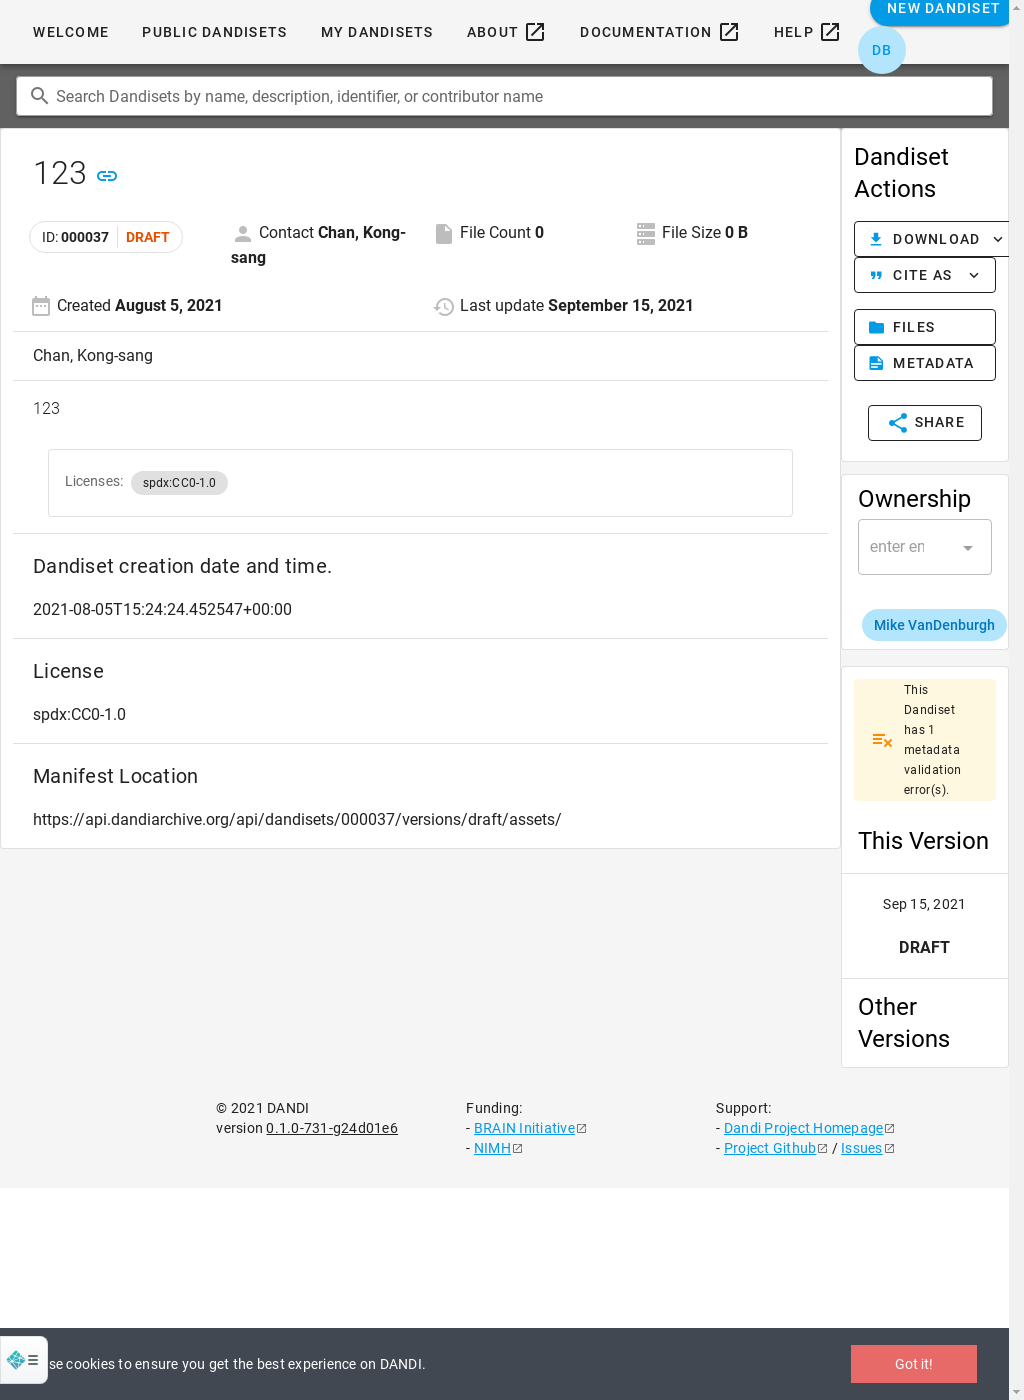 WELCOME PUBLIC DANDISETS MY DANDISETS ABOUT DOCUMENTATION HELP NEW DANDISET
DB
Search Dandisets by name, description, identifier, or contributor name
123
ID: 000037 DRAFT
Contact Chan, Kong-sang
File Count 0
File Size 0 B
Created August 5, 2021
Last update September 15, 2021
Chan, Kong-sang
123
Licenses: spdx:CC0-1.0
Dandiset creation date and time.
2021-08-05T15:24:24.452547+00:00
License
spdx:CC0-1.0
Manifest Location
https://api.dandiarchive.org/api/dandisets/000037/versions/draft/assets/
Dandiset
Actions
DOWNLOAD
CITE AS
FILES
METADATA
SHARE
Ownership
enter en
Mike VanDenburgh
This
Dandiset
has 1
metadata
validation
error(s).
This Version
Sep 15, 2021
DRAFT
Other
Versions
© 2021 DANDI
version 0.1.0-731-g24d01e6
Funding:
- BRAIN Initiative
- NIMH
Support:
- Dandi Project Homepage
- Project Github / Issues
se cookies to ensure you get the best experience on DANDI.
Got it!